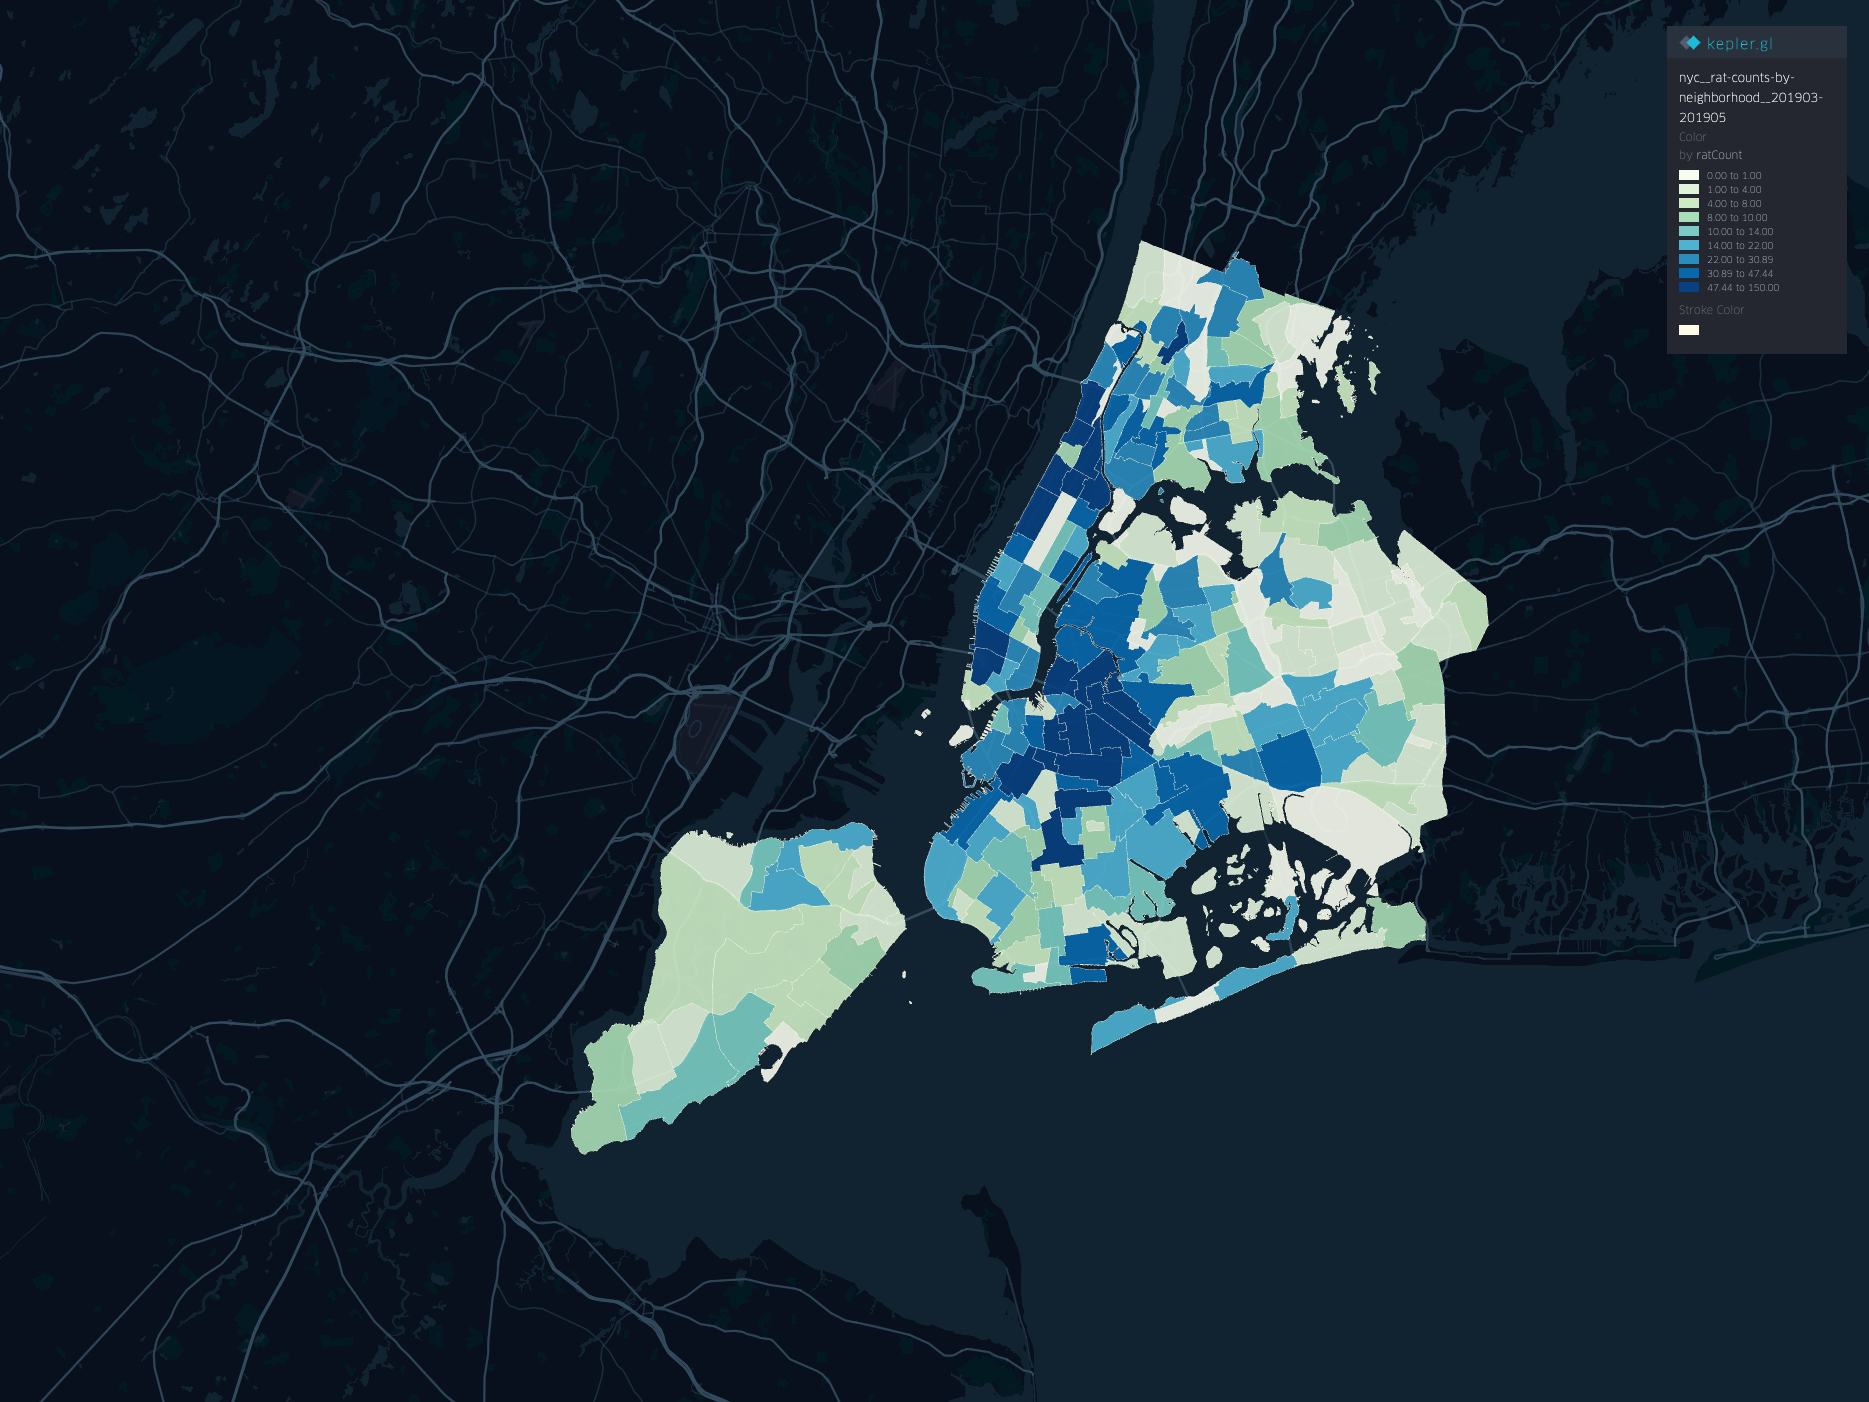 kepler.gl
nyc__rat-counts-by-
neighborhood__201903-
201905
Color
by ratCount
0.00 to 1.00
1.00 to 4.00
4.00 to 8.00
8.00 to 10.00
10.00 to 14.00
14.00 to 22.00
22.00 to 30.89
30.89 to 47.44
47.44 to 150.00
Stroke Color